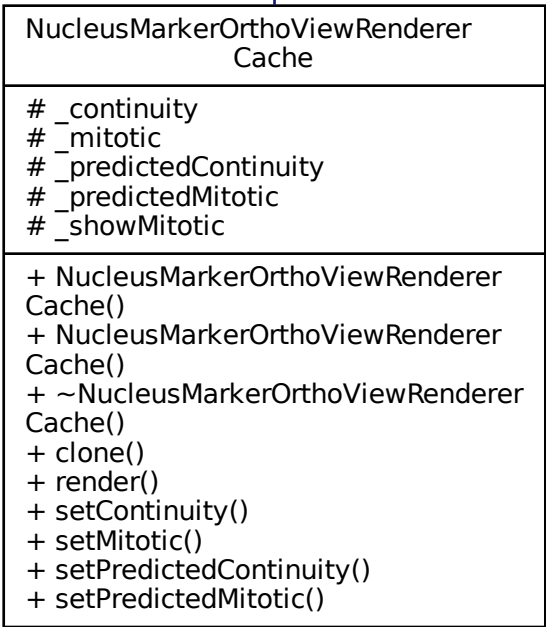 NucleusMarkerOrthoViewRenderer
Cache
# _continuity
# _mitotic
# _predictedContinuity
# _predictedMitotic
# _showMitotic
+ NucleusMarkerOrthoViewRenderer
Cache()
+ NucleusMarkerOrthoViewRenderer
Cache()
+ ~NucleusMarkerOrthoViewRenderer
Cache()
+ clone()
+ render()
+ setContinuity()
+ setMitotic()
+ setPredictedContinuity()
+ setPredictedMitotic()